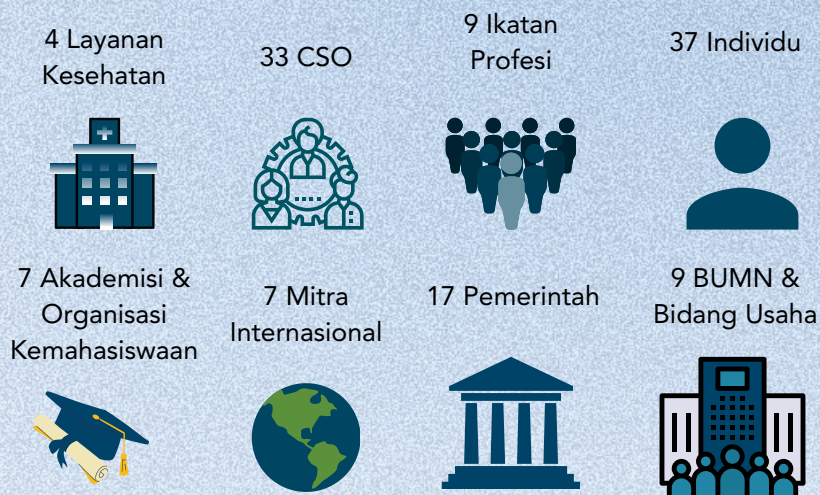 4 Layanan
Kesehatan
33 CSO
9 Ikatan
Profesi
37 Individu
7 Akademisi &
Organisasi
Kemahasiswaan
7 Mitra
Internasional
17 Pemerintah
9 BUMN &
Bidang Usaha